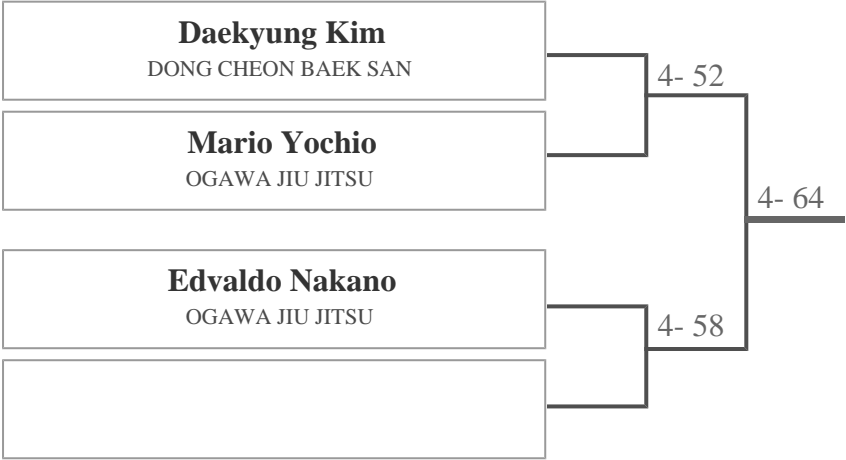 Daekyung Kim
DONG CHEON BAEK SAN
4- 52
Mario Yochio
OGAWA JIU JITSU
4- 64
Edvaldo Nakano
OGAWA JIU JITSU
4- 58